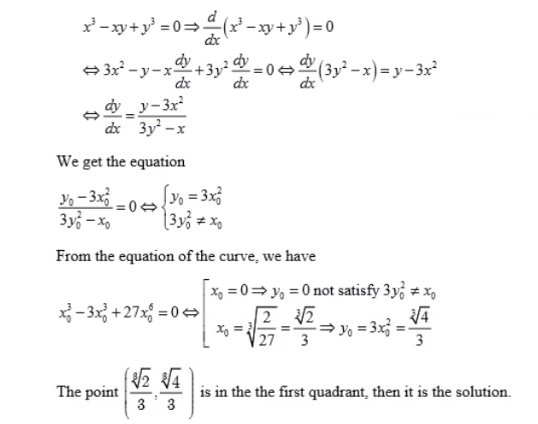 x³ − xy + y³ = 0 ⇒ d/dx (x³ − xy + y³) = 0
⇔ 3x² − y − x dy/dx + 3y² dy/dx = 0 ⇔ dy/dx (3y² − x) = y − 3x²
⇔ dy/dx = (y − 3x²)/(3y² − x)
We get the equation
(y₀ − 3x₀²)/(3y₀² − x₀) = 0 ⇔ { y₀ = 3x₀² ; 3y₀² ≠ x₀
From the equation of the curve, we have
x₀³ − 3x₀³ + 27x₀⁶ = 0 ⇔ [ x₀ = 0 ⇒ y₀ = 0 not satisfy 3y₀² ≠ x₀
x₀ = ∛(2/27) = ∛2/3 ⇒ y₀ = 3x₀² = ∛4/3
The point (∛2/3, ∛4/3) is in the the first quadrant, then it is the solution.